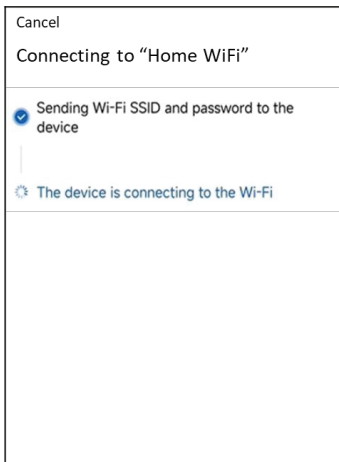 Cancel
Connecting to “Home WiFi”
Sending Wi-Fi SSID and password to the
device
The device is connecting to the Wi-Fi